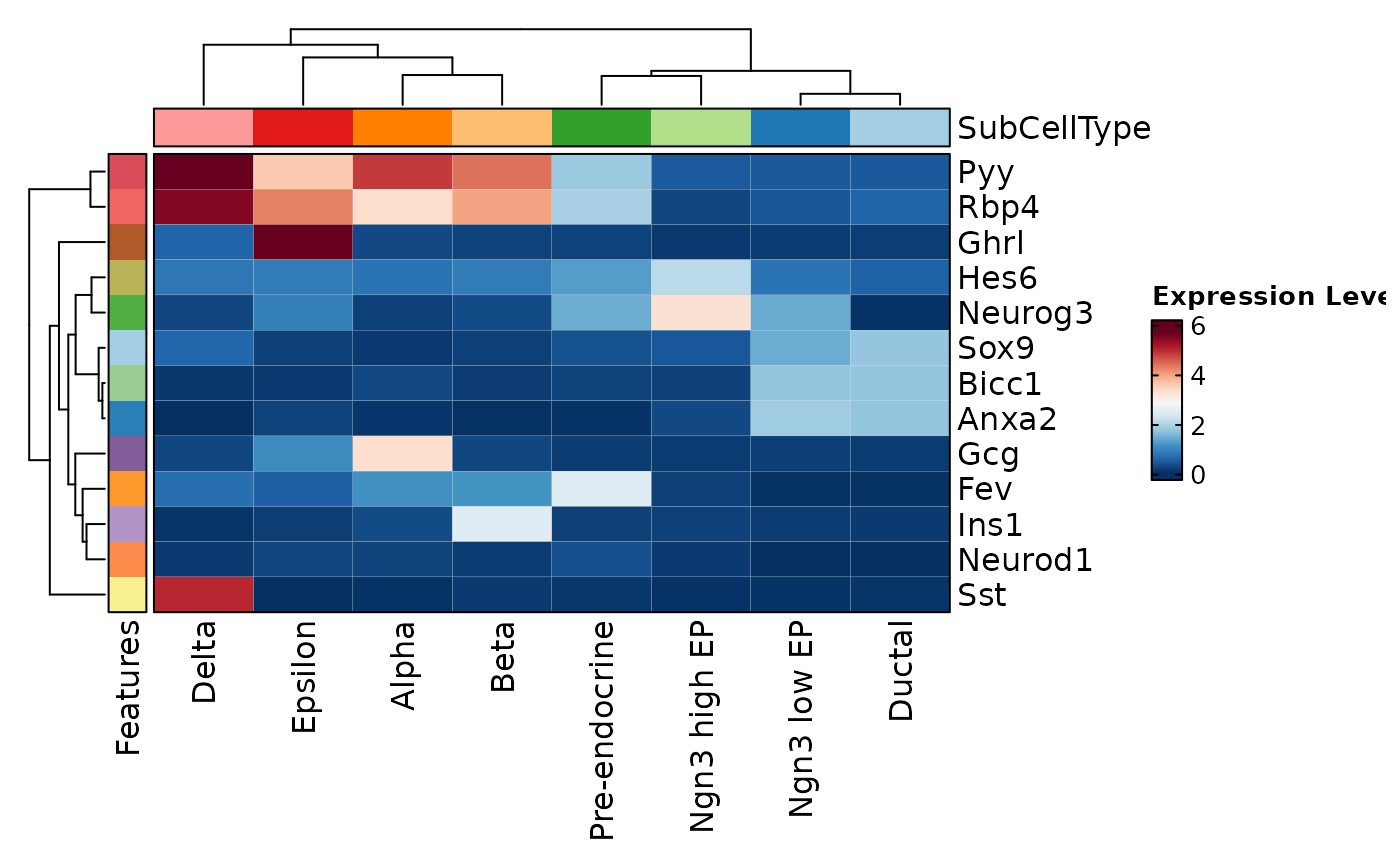 SubCellType
Pyy
Rbp4
Ghrl
Hes6
Neurog3
Sox9
Bicc1
Anxa2
Gcg
Fev
Ins1
Neurod1
Sst
Features
Delta
Epsilon
Alpha
Beta
Pre-endocrine
Ngn3 high EP
Ngn3 low EP
Ductal
Expression Leve
6
4
2
0